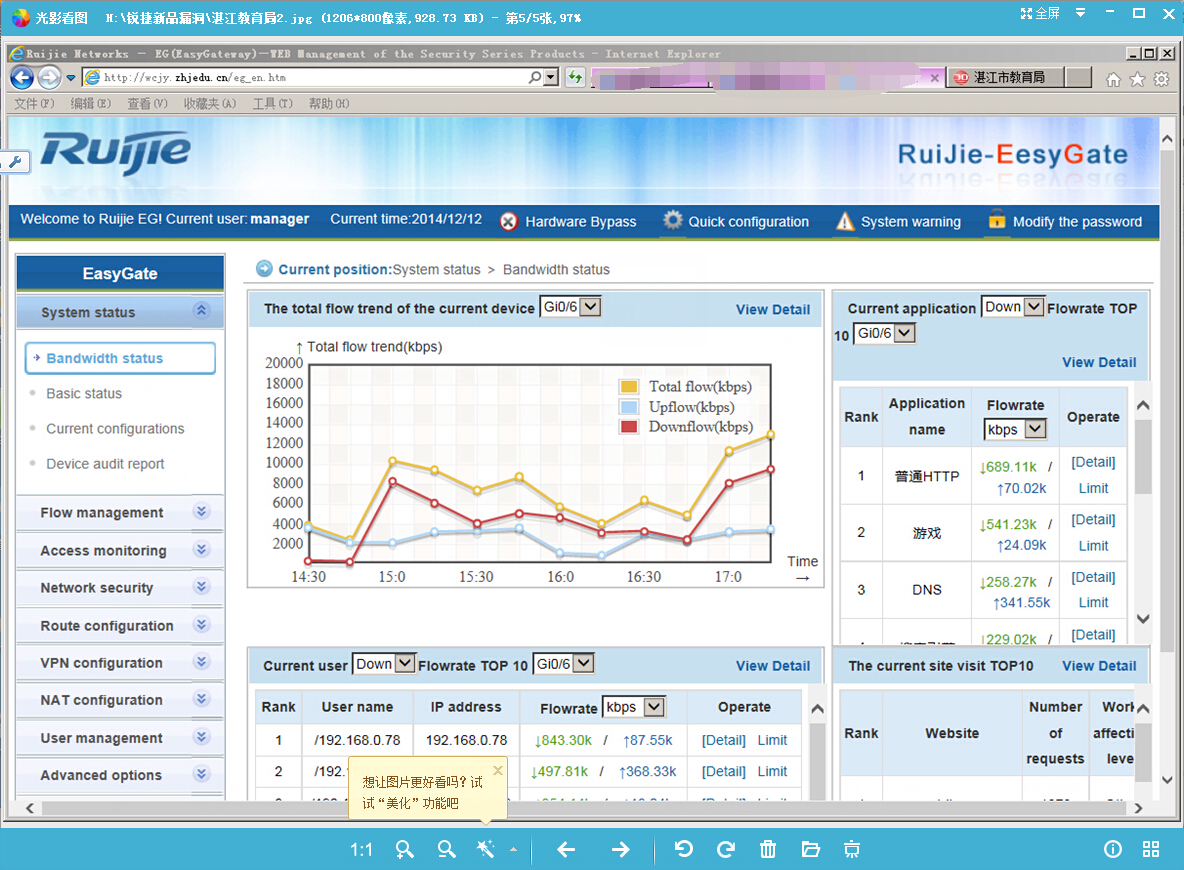 光影看图 H:\锐捷新品漏洞\湛江教育局2.jpg (1206*800像素,928.73 KB) - 第5/5张,97%
全屏
Ruijie Networks - EG(EasyGateway)-WEB Management of the Security Series Products - Internet Explorer
http://wcjy.zhjedu.cn/eg_en.htm
湛江市教育局
文件(F) 编辑(E) 查看(V) 收藏夹(A) 工具(T) 帮助(H)
Ruijie
RuiJie-EesyGate
Welcome to Ruijie EG! Current user: manager Current time:2014/12/12 Hardware Bypass Quick configuration System warning Modify the password
EasyGate
System status
Bandwidth status
Basic status
Current configurations
Device audit report
Flow management
Access monitoring
Network security
Route configuration
VPN configuration
NAT configuration
User management
Advanced options
Current position:System status > Bandwidth status
The total flow trend of the current device Gi0/6 View Detail
↑ Total flow trend(kbps)
20000
18000
16000
14000
12000
10000
8000
6000
4000
2000
Total flow(kbps)
Upflow(kbps)
Downflow(kbps)
Time
→
14:30 15:0 15:30 16:0 16:30 17:0
Current application Down Flowrate TOP
10 Gi0/6
View Detail
Rank Application name Flowrate kbps Operate
1 普通HTTP ↓689.11k / ↑70.02k [Detail] Limit
2 游戏 ↓541.23k / ↑24.09k [Detail] Limit
3 DNS ↓258.27k / ↑341.55k [Detail] Limit
↓229.02k / [Detail]
Current user Down Flowrate TOP 10 Gi0/6 View Detail
Rank User name IP address Flowrate kbps Operate
1 /192.168.0.78 192.168.0.78 ↓843.30k / ↑87.55k [Detail] Limit
2 /192. ↓497.81k / ↑368.33k [Detail] Limit
The current site visit TOP10 View Detail
Rank Website Number of requests Work affecti leve
想让图片更好看吗？试
试“美化”功能吧
1:1